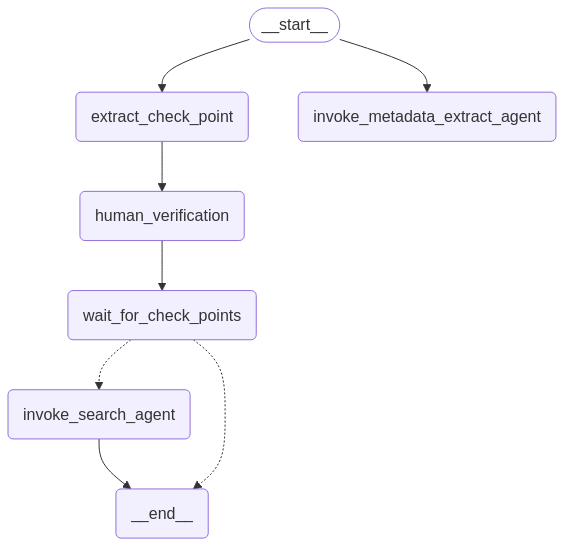 __start__
extract_check_point
invoke_metadata_extract_agent
human_verification
wait_for_check_points
invoke_search_agent
__end__